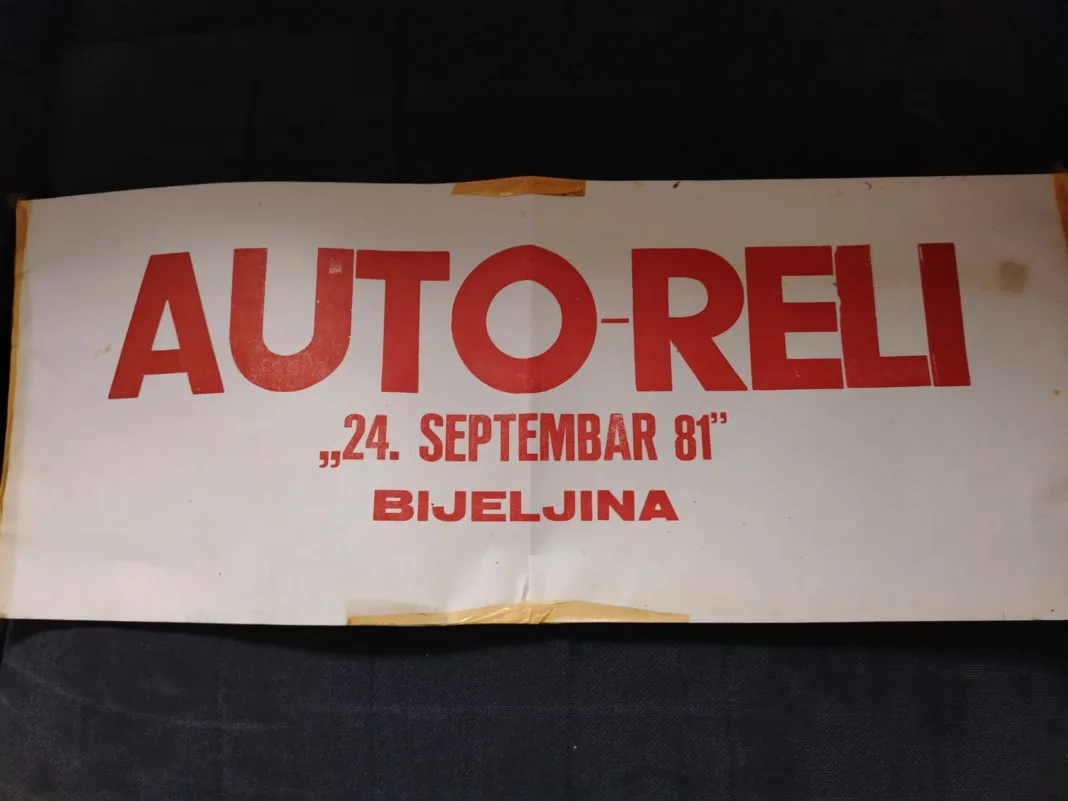 AUTO-RELI
„24. SEPTEMBAR 81”
BIJELJINA